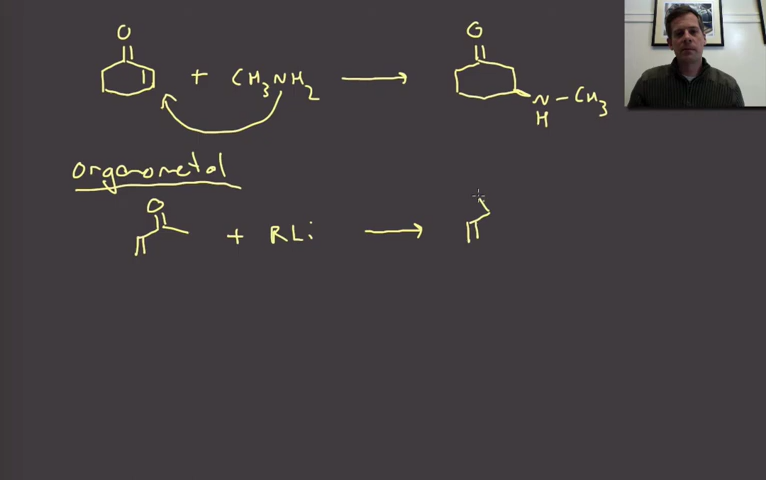 O O
+ CH3NH2 N-CH3
H
organometal
O
+ RLi